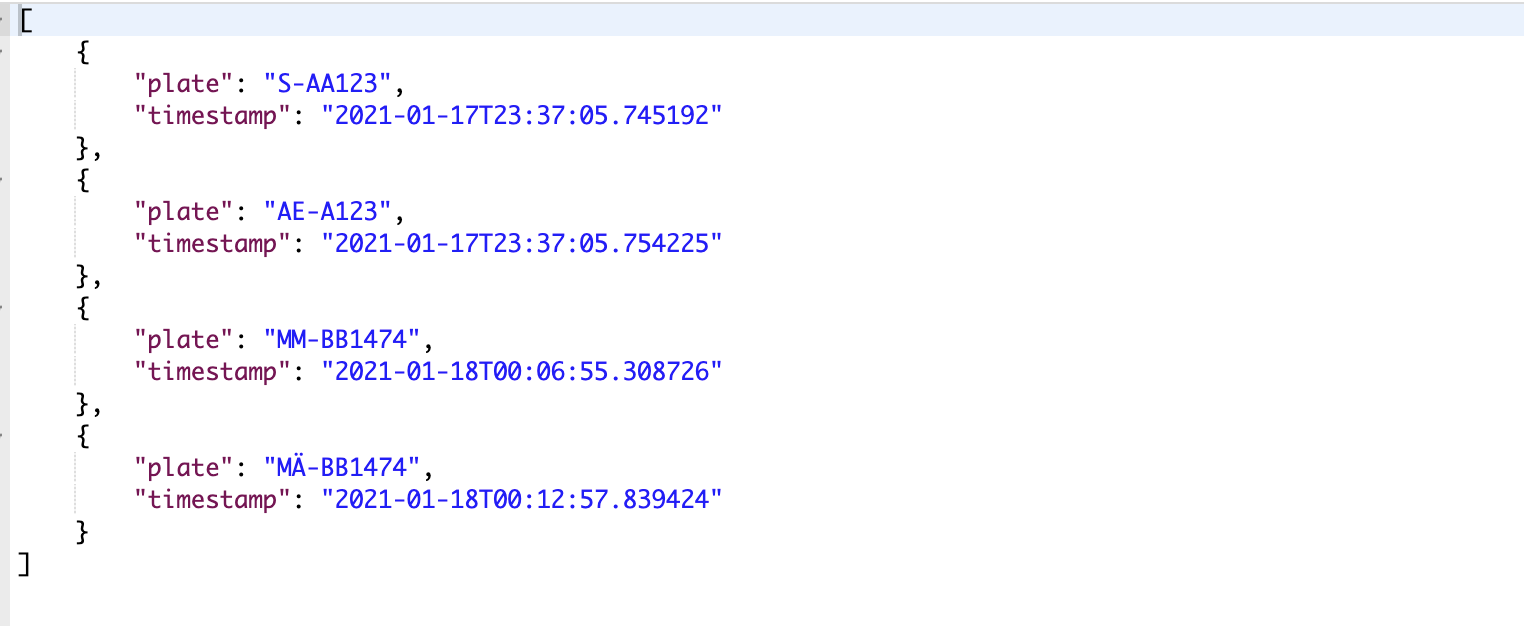 [
    {
        "plate": "S-AA123",
        "timestamp": "2021-01-17T23:37:05.745192"
    },
    {
        "plate": "AE-A123",
        "timestamp": "2021-01-17T23:37:05.754225"
    },
    {
        "plate": "MM-BB1474",
        "timestamp": "2021-01-18T00:06:55.308726"
    },
    {
        "plate": "MÄ-BB1474",
        "timestamp": "2021-01-18T00:12:57.839424"
    }
]